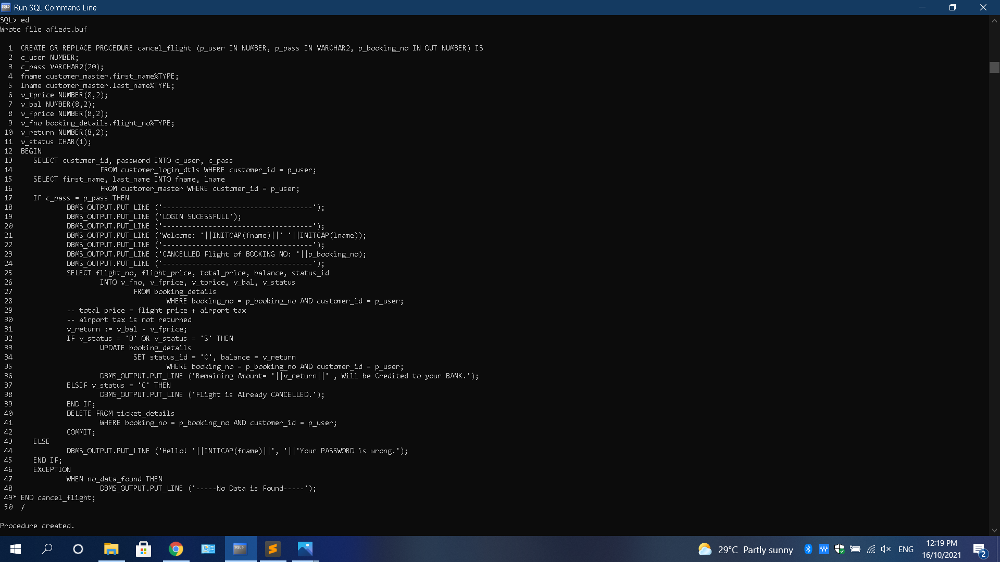 Run SQL Command Line
SQL> ed
Wrote file afiedt.buf
1 CREATE OR REPLACE PROCEDURE cancel_flight (p_user IN NUMBER, p_pass IN VARCHAR2, p_booking_no IN OUT NUMBER) IS
2 c_user NUMBER;
3 c_pass VARCHAR2(20);
4 fname customer_master.first_name%TYPE;
5 lname customer_master.last_name%TYPE;
6 v_tprice NUMBER(8,2);
7 v_bal NUMBER(8,2);
8 v_fprice NUMBER(8,2);
9 v_fno booking_details.flight_no%TYPE;
10 v_return NUMBER(8,2);
11 v_status CHAR(1);
12 BEGIN
13 SELECT customer_id, password INTO c_user, c_pass
14 FROM customer_login_dtls WHERE customer_id = p_user;
15 SELECT first_name, last_name INTO fname, lname
16 FROM customer_master WHERE customer_id = p_user;
17 IF c_pass = p_pass THEN
18 DBMS_OUTPUT.PUT_LINE ('------------------------------------');
19 DBMS_OUTPUT.PUT_LINE ('LOGIN SUCESSFULL');
20 DBMS_OUTPUT.PUT_LINE ('------------------------------------');
21 DBMS_OUTPUT.PUT_LINE ('Welcome: '||INITCAP(fname)||' '||INITCAP(lname));
22 DBMS_OUTPUT.PUT_LINE ('------------------------------------');
23 DBMS_OUTPUT.PUT_LINE ('CANCELLED Flight of BOOKING NO: '||p_booking_no);
24 DBMS_OUTPUT.PUT_LINE ('------------------------------------');
25 SELECT flight_no, flight_price, total_price, balance, status_id
26 INTO v_fno, v_fprice, v_tprice, v_bal, v_status
27 FROM booking_details
28 WHERE booking_no = p_booking_no AND customer_id = p_user;
29 -- total price = flight price + airport tax
30 -- airport tax is not returned
31 v_return := v_bal - v_fprice;
32 IF v_status = 'B' OR v_status = 'S' THEN
33 UPDATE booking_details
34 SET status_id = 'C', balance = v_return
35 WHERE booking_no = p_booking_no AND customer_id = p_user;
36 DBMS_OUTPUT.PUT_LINE ('Remaining Amount= '||v_return||' , Will be Credited to your BANK.');
37 ELSIF v_status = 'C' THEN
38 DBMS_OUTPUT.PUT_LINE ('Flight is Already CANCELLED.');
39 END IF;
40 DELETE FROM ticket_details
41 WHERE booking_no = p_booking_no AND customer_id = p_user;
42 COMMIT;
43 ELSE
44 DBMS_OUTPUT.PUT_LINE ('Hello! '||INITCAP(fname)||', '||'Your PASSWORD is wrong.');
45 END IF;
46 EXCEPTION
47 WHEN no_data_found THEN
48 DBMS_OUTPUT.PUT_LINE ('-----No Data is Found-----');
49* END cancel_flight;
50 /
Procedure created.
29°C Partly sunny
ENG
12:19 PM
16/10/2021
2